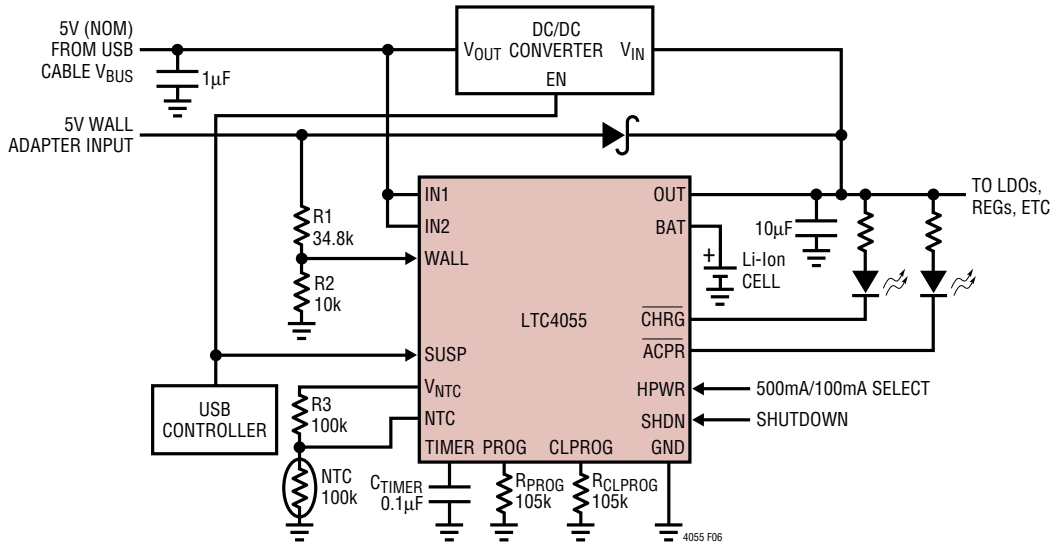 5V (NOM)
FROM USB
CABLE VBUS
1µF
DC/DC
CONVERTER
VOUT
VIN
EN
5V WALL
ADAPTER INPUT
R1
34.8k
R2
10k
IN1
IN2
WALL
SUSP
VNTC
NTC
TIMER
PROG
CLPROG
GND
LTC4055
OUT
BAT
CHRG
ACPR
HPWR
SHDN
10µF
+
Li-Ion
CELL
TO LDOs,
REGs, ETC
500mA/100mA SELECT
SHUTDOWN
USB
CONTROLLER
R3
100k
NTC
100k
CTIMER
0.1µF
RPROG
105k
RCLPROG
105k
4055 F06